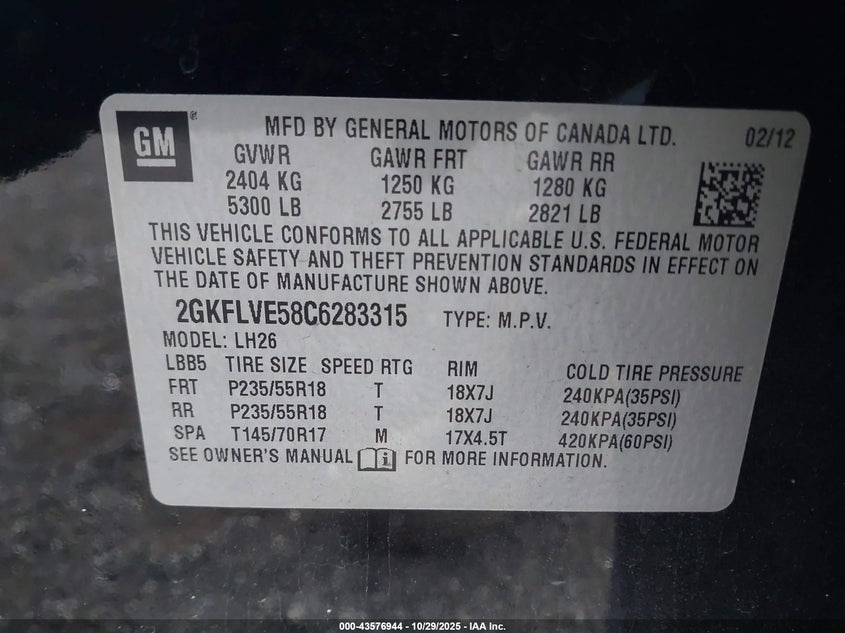 GM
®
MFD BY GENERAL MOTORS OF CANADA LTD. 02/12
GVWR GAWR FRT GAWR RR
2404 KG 1250 KG 1280 KG
5300 LB 2755 LB 2821 LB
THIS VEHICLE CONFORMS TO ALL APPLICABLE U.S. FEDERAL MOTOR
VEHICLE SAFETY AND THEFT PREVENTION STANDARDS IN EFFECT ON
THE DATE OF MANUFACTURE SHOWN ABOVE.
2GKFLVE58C6283315 TYPE: M.P.V.
MODEL: LH26
LBB5 TIRE SIZE SPEED RTG RIM COLD TIRE PRESSURE
FRT P235/55R18 T 18X7J 240KPA(35PSI)
RR P235/55R18 T 18X7J 240KPA(35PSI)
SPA T145/70R17 M 17X4.5T 420KPA(60PSI)
SEE OWNER'S MANUAL i FOR MORE INFORMATION.
000-43576944 - 10/29/2025 - IAA Inc.